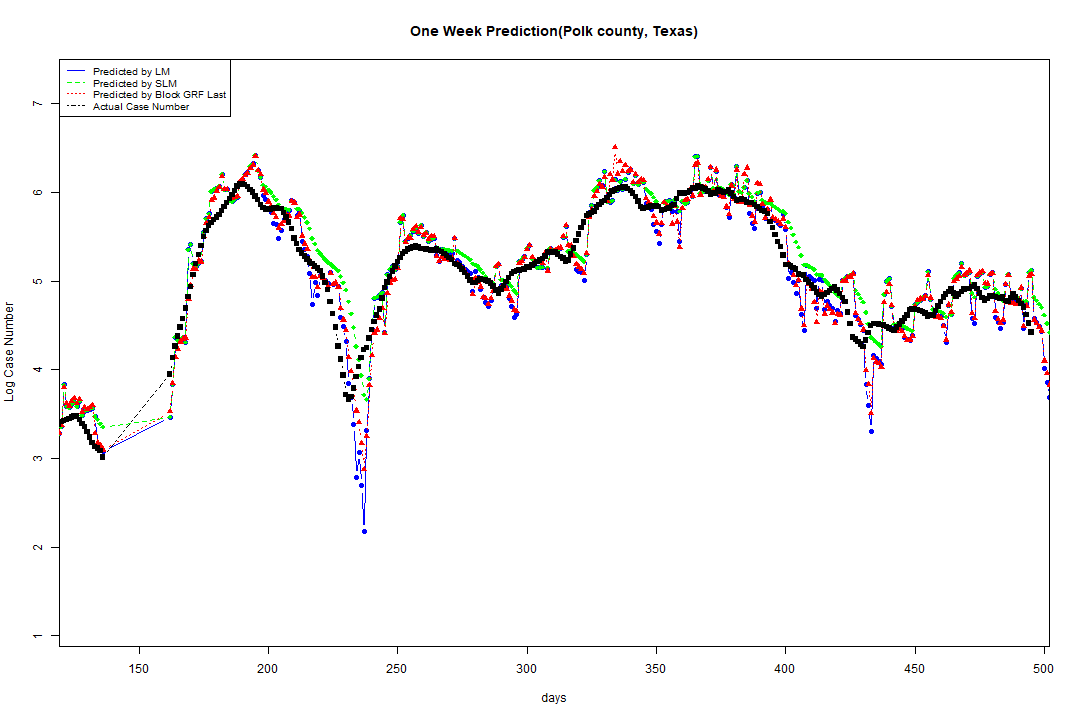 One Week Prediction(Polk county, Texas)
Predicted by LM
Predicted by SLM
Predicted by Block GRF Last
Actual Case Number
7
6
5
4
3
2
1
Log Case Number
150 200 250 300 350 400 450 500
days